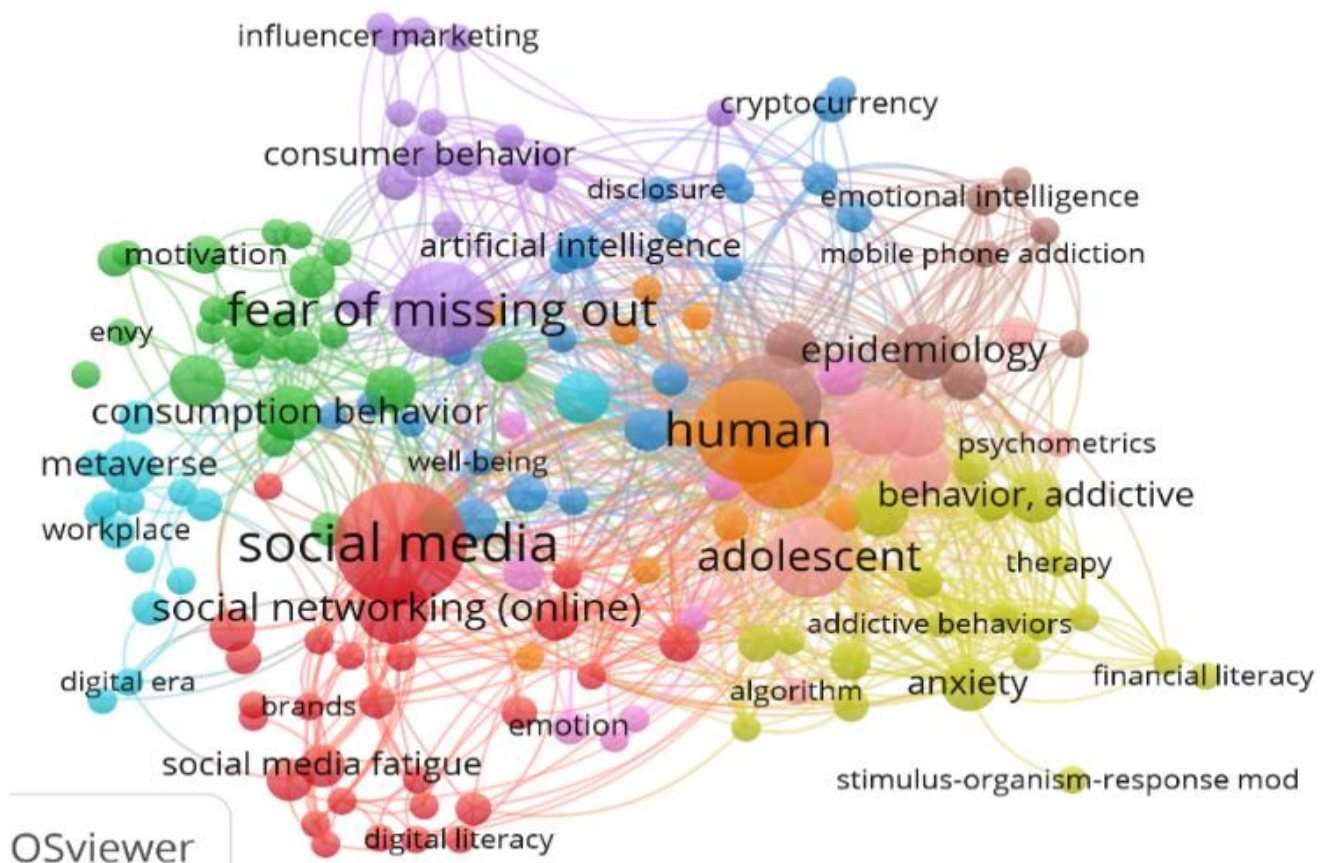 influencer marketing
cryptocurrency
consumer behavior
disclosure
emotional intelligence
motivation
artificial intelligence
mobile phone addiction
fear of missing out
envy
epidemiology
consumption behavior
human
psychometrics
metaverse
well-being
behavior, addictive
workplace
social media
adolescent
therapy
social networking (online)
addictive behaviors
digital era
algorithm
anxiety
financial literacy
brands
emotion
social media fatigue
stimulus-organism-response mod
digital literacy
OSviewer